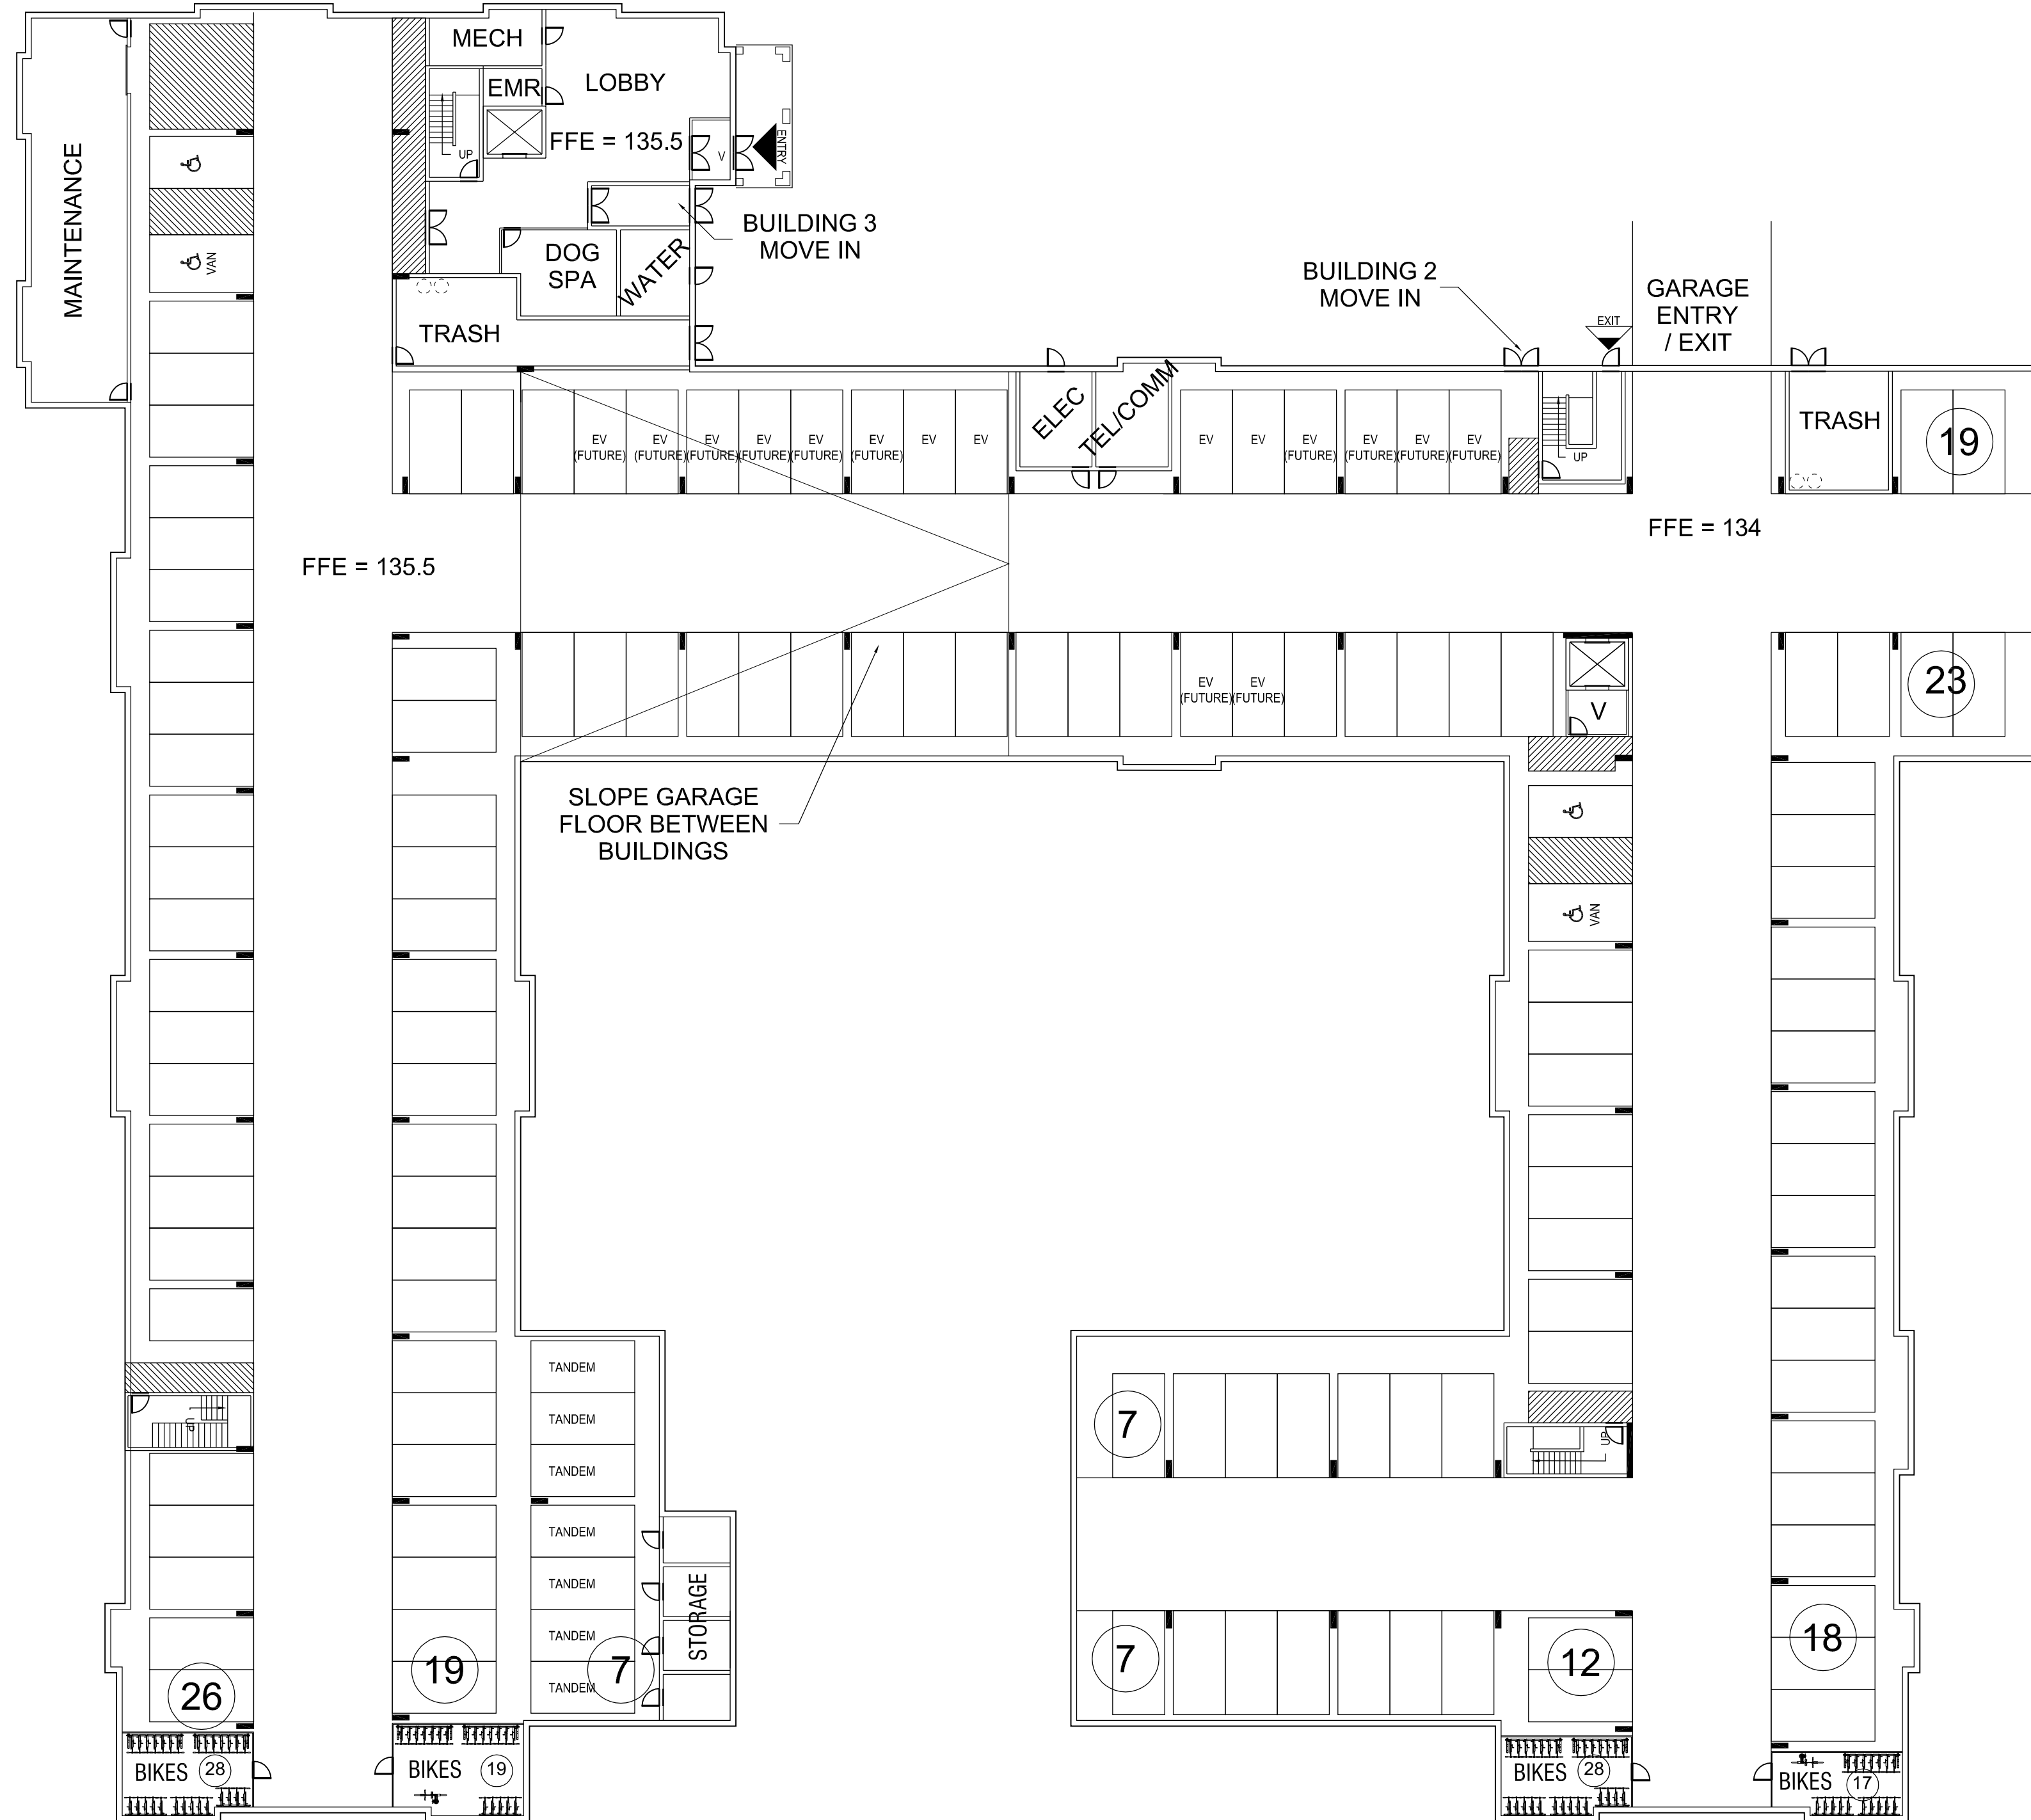 MECH
EMR
LOBBY
FFE = 135.5
UP
V
ENTRY
MAINTENANCE
VAN
BUILDING 3
MOVE IN
DOG
SPA
WATER
TRASH
BUILDING 2
MOVE IN
EXIT
GARAGE
ENTRY
/ EXIT
ELEC
TEL/COMM
UP
TRASH
19
EV
(FUTURE)
EV
(FUTURE)
EV
(FUTURE)
EV
(FUTURE)
EV
(FUTURE)
EV
(FUTURE)
EV
EV
EV
EV
EV
(FUTURE)
EV
(FUTURE)
EV
(FUTURE)
EV
(FUTURE)
FFE = 135.5
FFE = 134
EV
(FUTURE)
EV
(FUTURE)
V
23
SLOPE GARAGE
FLOOR BETWEEN
BUILDINGS
VAN
TANDEM
TANDEM
TANDEM
TANDEM
TANDEM
TANDEM
TANDEM
UP
UP
STORAGE
7
7
26
19
7
12
18
BIKES
28
BIKES
19
BIKES
28
BIKES
17